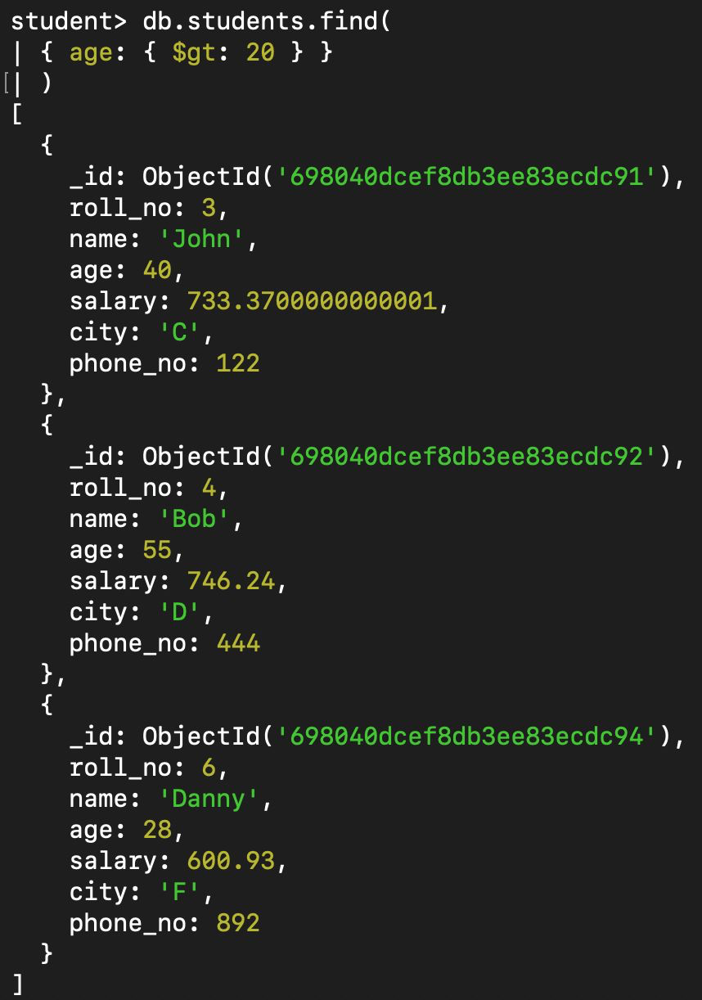 student> db.students.find(
| { age: { $gt: 20 } }
[| )
[
  {
    _id: ObjectId('698040dcef8db3ee83ecdc91'),
    roll_no: 3,
    name: 'John',
    age: 40,
    salary: 733.3700000000001,
    city: 'C',
    phone_no: 122
  },
  {
    _id: ObjectId('698040dcef8db3ee83ecdc92'),
    roll_no: 4,
    name: 'Bob',
    age: 55,
    salary: 746.24,
    city: 'D',
    phone_no: 444
  },
  {
    _id: ObjectId('698040dcef8db3ee83ecdc94'),
    roll_no: 6,
    name: 'Danny',
    age: 28,
    salary: 600.93,
    city: 'F',
    phone_no: 892
  }
]